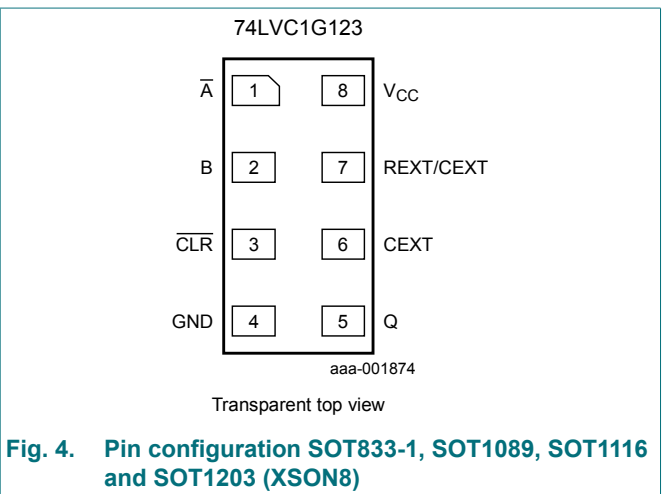 74LVC1G123
A̅ 1 8 VCC
B 2 7 REXT/CEXT
C̅L̅R̅ 3 6 CEXT
GND 4 5 Q
aaa-001874
Transparent top view
Fig. 4. Pin configuration SOT833-1, SOT1089, SOT1116
and SOT1203 (XSON8)